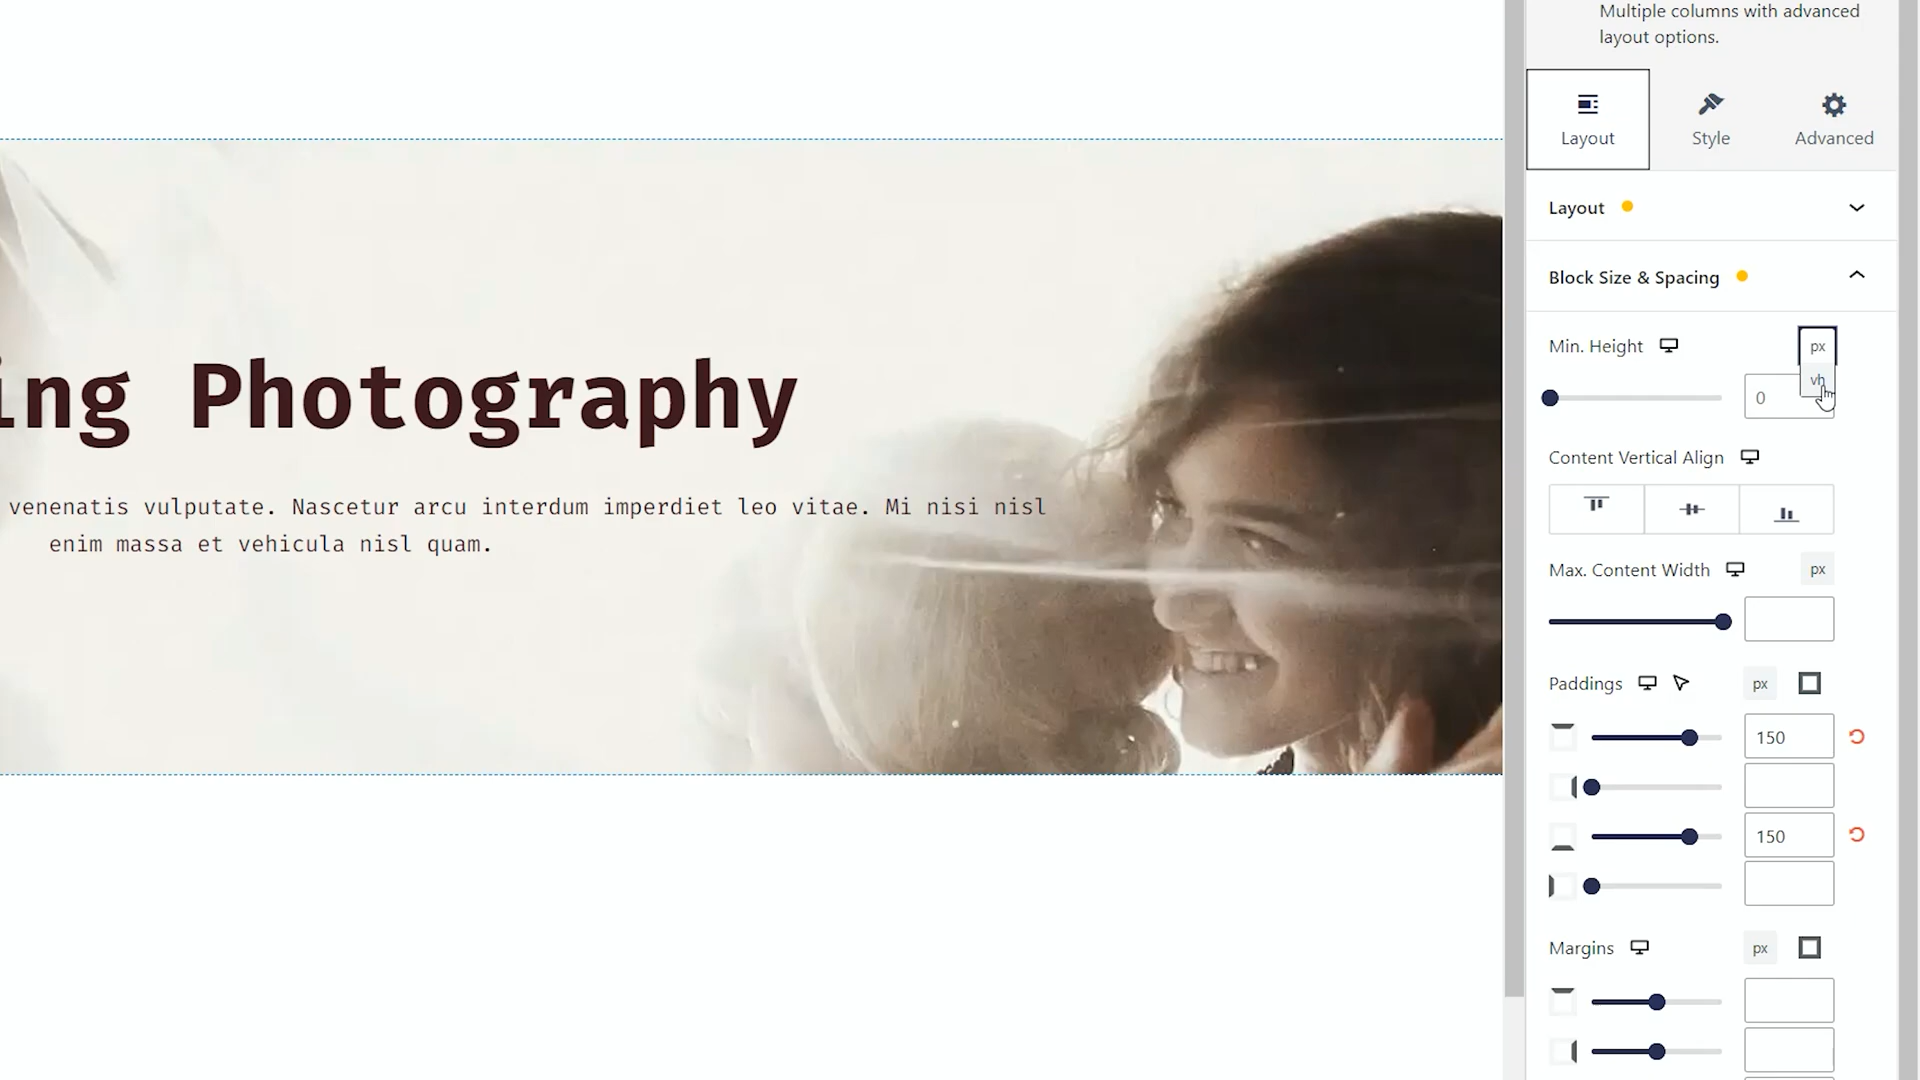 Multiple columns with advanced
layout options.
Layout
Style
Advanced
Layout
Block Size & Spacing
Min. Height
px
vh
0
Content Vertical Align
Max. Content Width
px
Paddings
px
150
150
Margins
px
ing Photography
venenatis vulputate. Nascetur arcu interdum imperdiet leo vitae. Mi nisi nisl
enim massa et vehicula nisl quam.